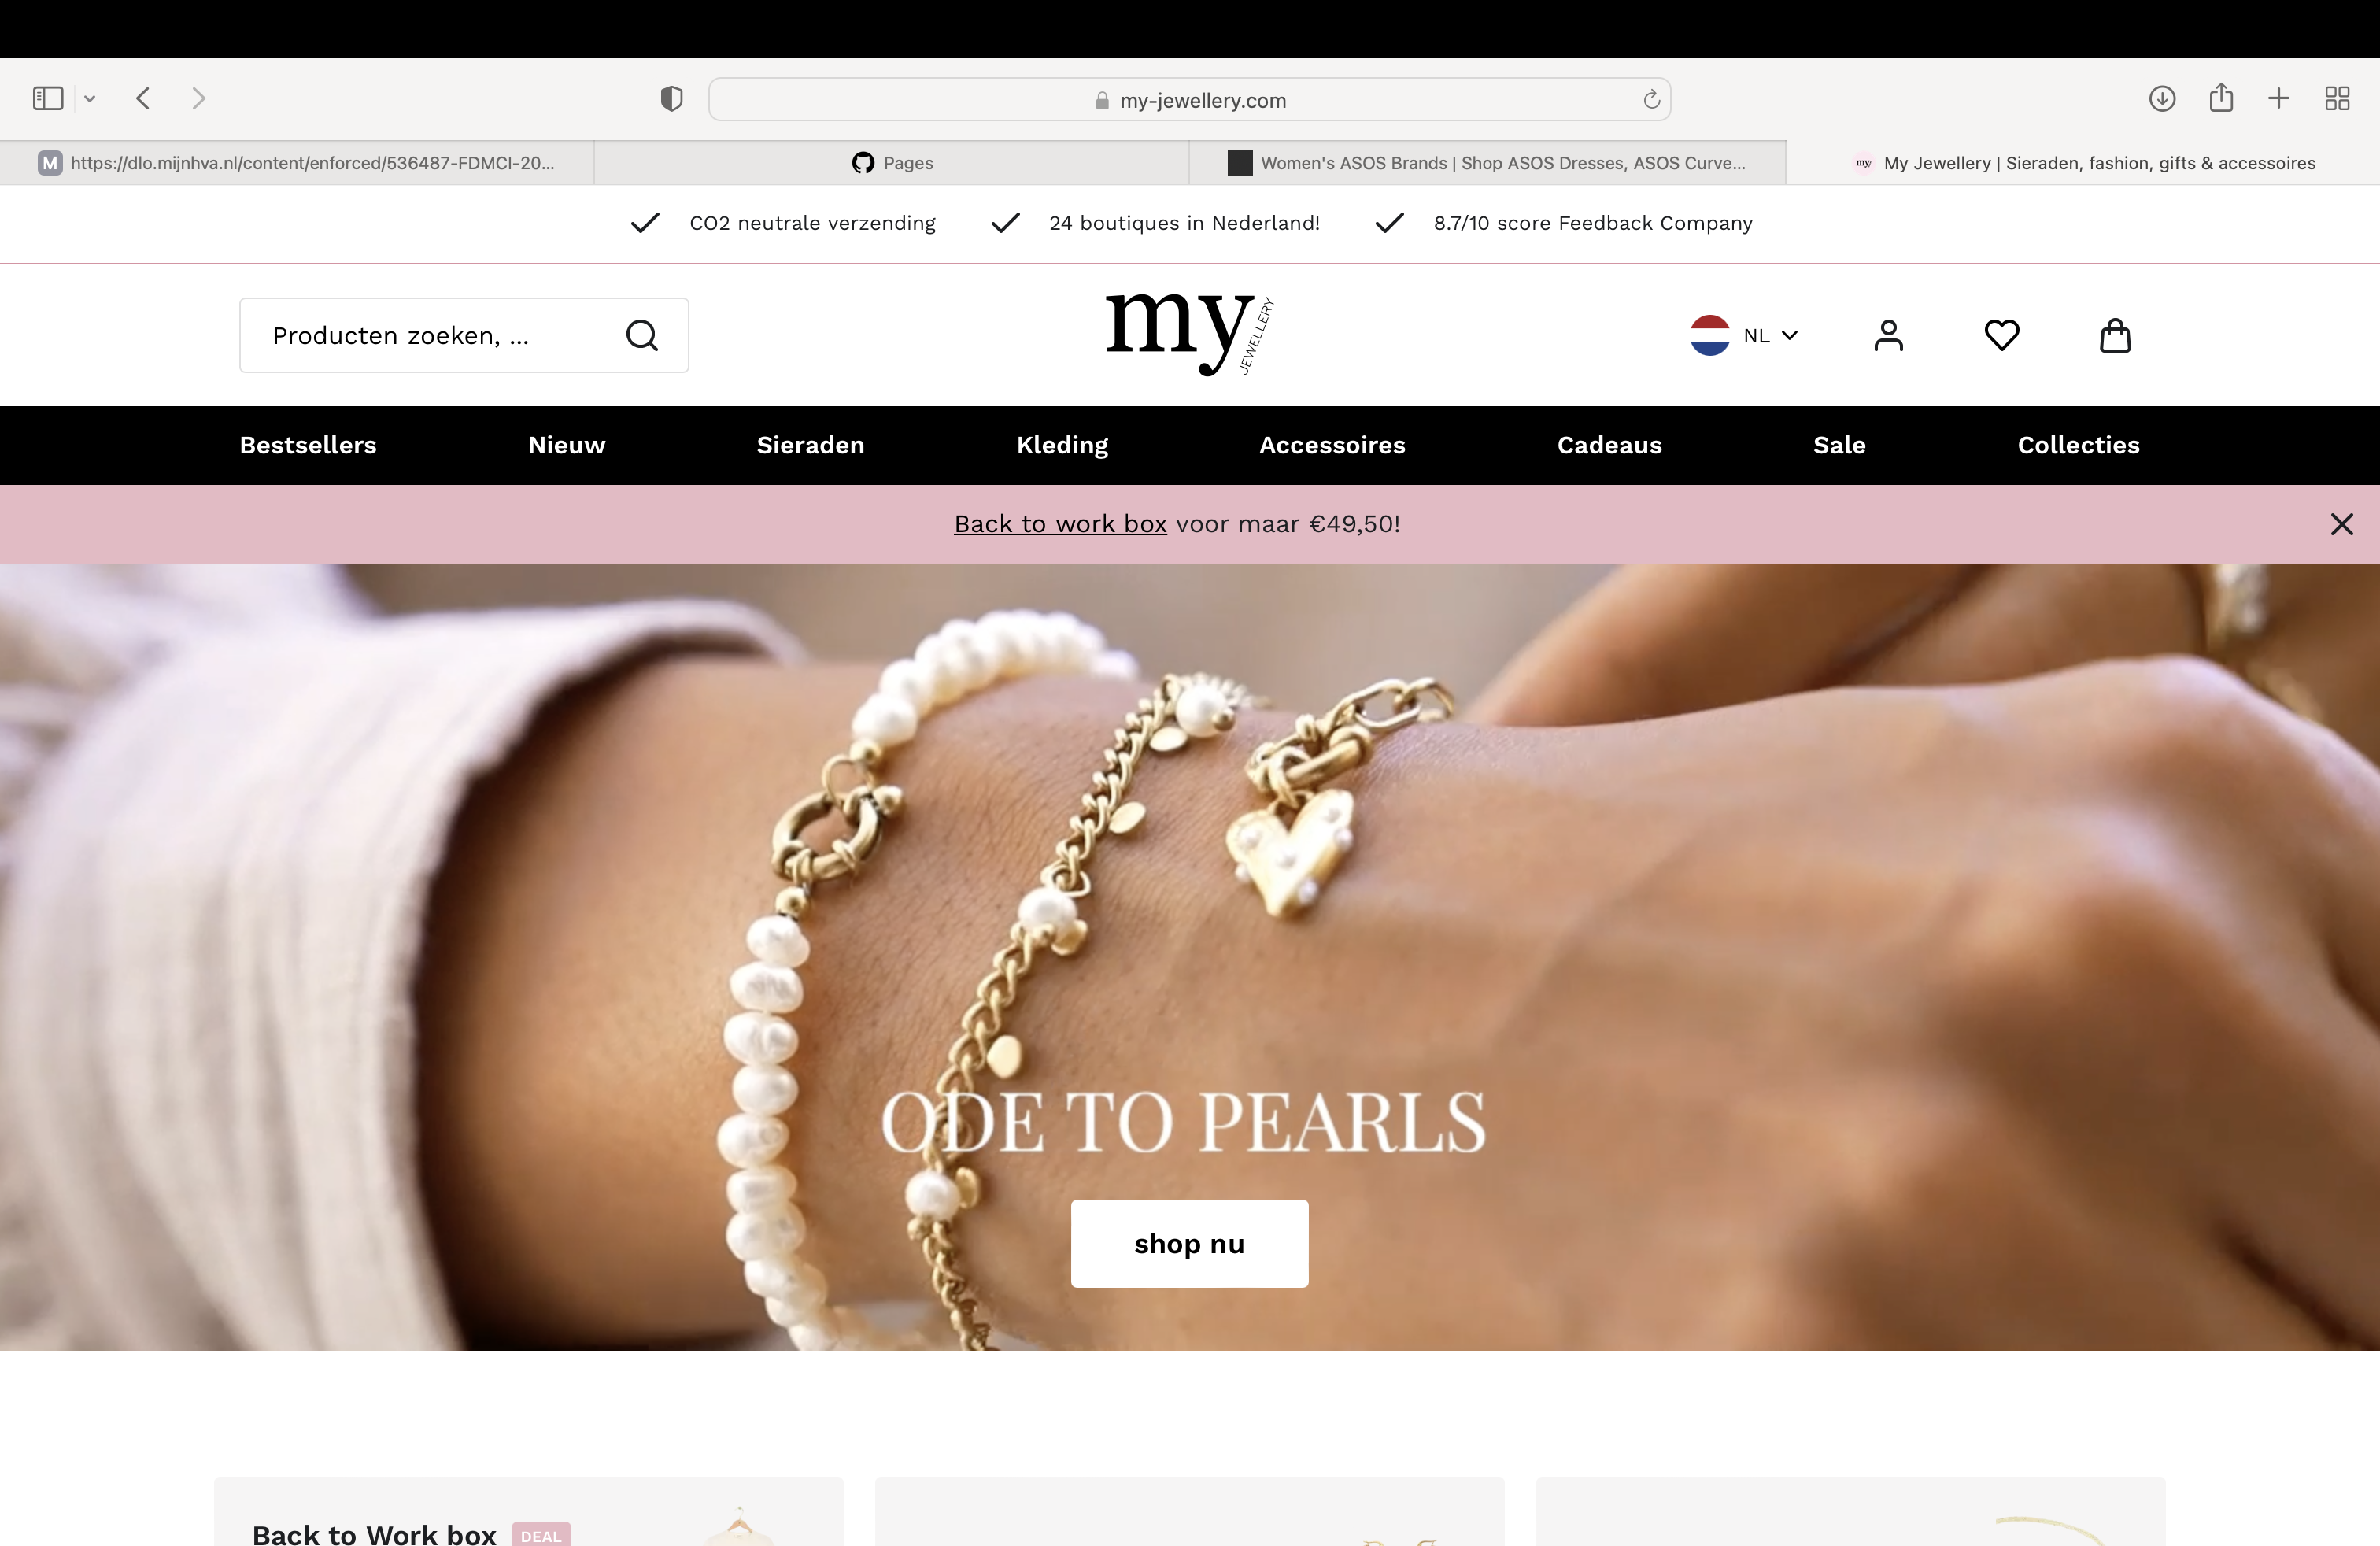 my-jewellery.com
M https://dlo.mijnhva.nl/content/enforced/536487-FDMCI-20...
Pages
Women's ASOS Brands | Shop ASOS Dresses, ASOS Curve...
my My Jewellery | Sieraden, fashion, gifts & accessoires
CO2 neutrale verzending
24 boutiques in Nederland!
8.7/10 score Feedback Company
Producten zoeken, ...
my JEWELLERY
NL
Bestsellers Nieuw Sieraden Kleding Accessoires Cadeaus Sale Collecties
Back to work box voor maar €49,50!
ODE TO PEARLS
shop nu
Back to Work box DEAL